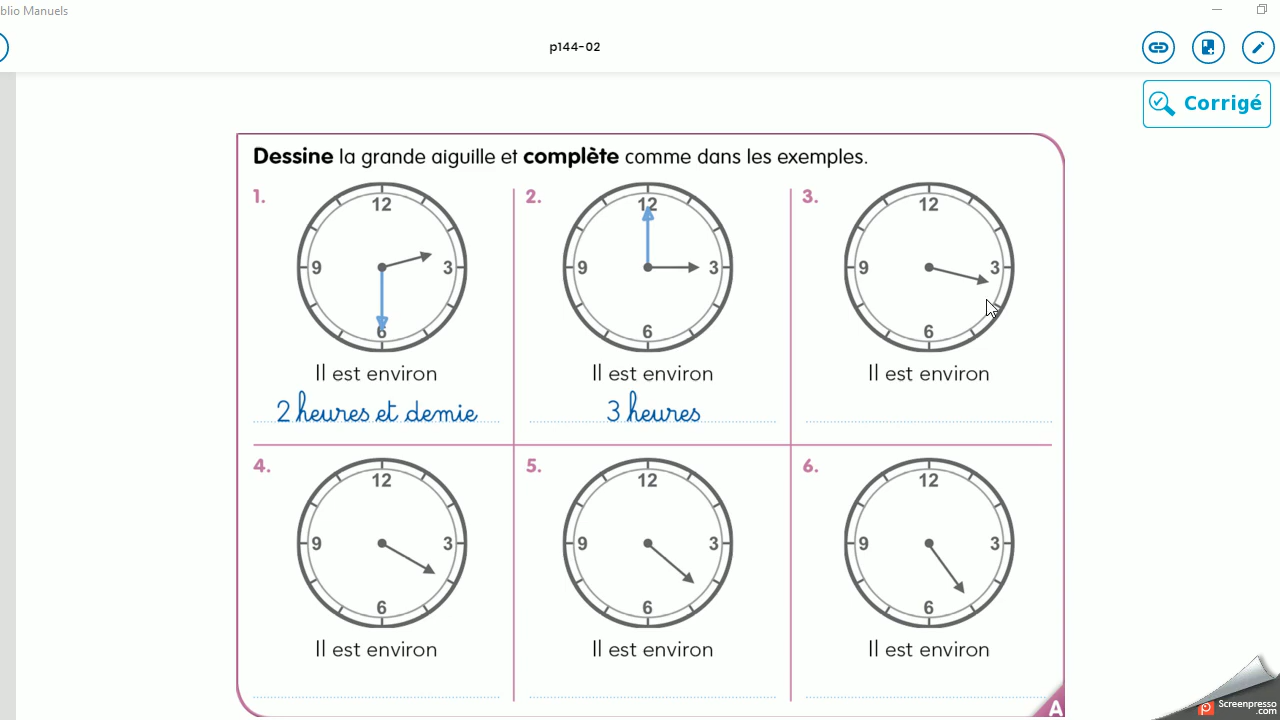 blio Manuels
p144-02
Corrigé
Dessine la grande aiguille et complète comme dans les exemples.
1.
12
9
3
6
Il est environ
2 heures et demie
2.
12
9
3
6
Il est environ
3 heures
3.
12
9
3
6
Il est environ
4.
12
9
3
6
Il est environ
5.
12
9
3
6
Il est environ
6.
12
9
3
6
Il est environ
A
Screenpresso
.com